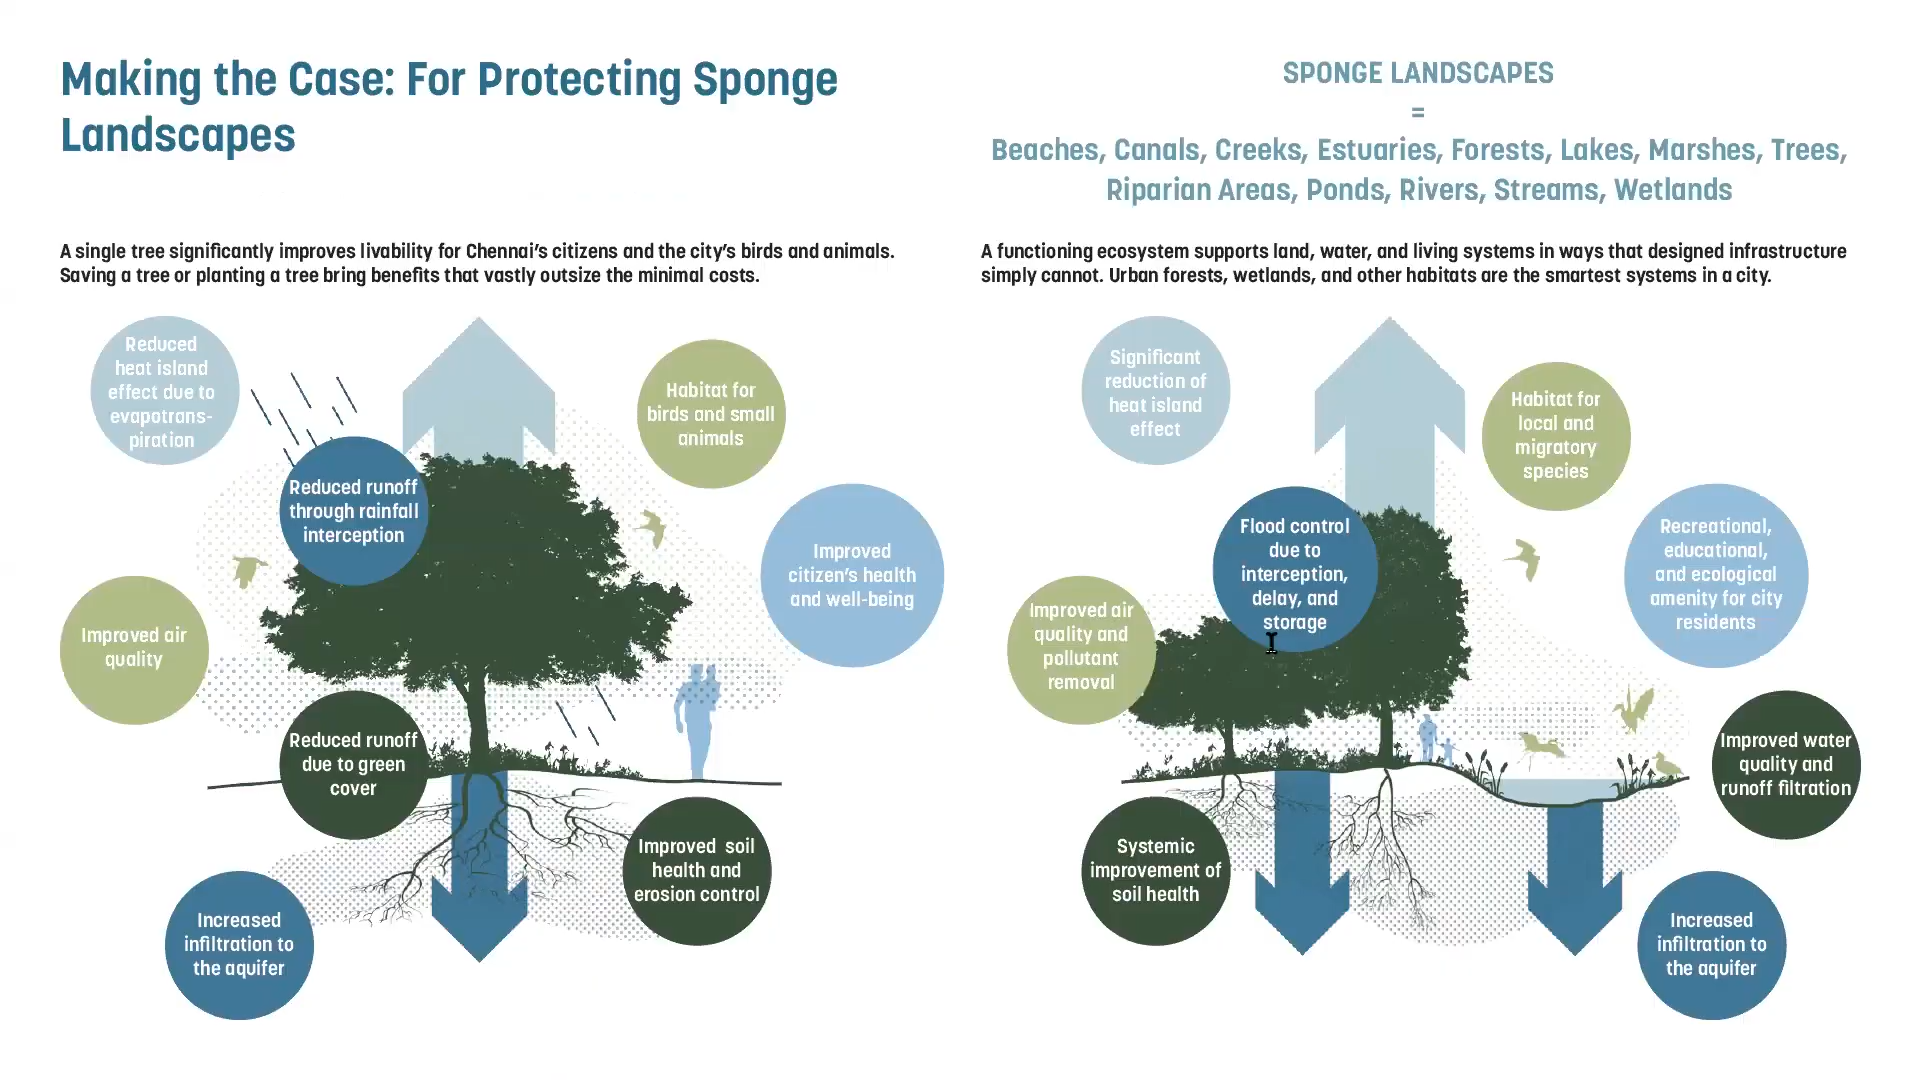 Making the Case: For Protecting Sponge
Landscapes
SPONGE LANDSCAPES
=
Beaches, Canals, Creeks, Estuaries, Forests, Lakes, Marshes, Trees,
Riparian Areas, Ponds, Rivers, Streams, Wetlands
A single tree significantly improves livability for Chennai's citizens and the city's birds and animals.
Saving a tree or planting a tree bring benefits that vastly outsize the minimal costs.
Reduced
heat island
effect due to
evapotrans-
piration
Habitat for
birds and small
animals
Reduced runoff
through rainfall
interception
Improved
citizen's health
and well-being
Improved air
quality
Reduced runoff
due to green
cover
Improved  soil
health and
erosion control
Increased
infiltration to
the aquifer
A functioning ecosystem supports land, water, and living systems in ways that designed infrastructure
simply cannot. Urban forests, wetlands, and other habitats are the smartest systems in a city.
Significant
reduction of
heat island
effect
Habitat for
local and
migratory
species
Flood control
due to
interception,
delay, and
storage
Recreational,
educational,
and ecological
amenity for city
residents
Improved air
quality and
pollutant
removal
Improved water
quality and
runoff filtration
Systemic
improvement of
soil health
Increased
infiltration to
the aquifer